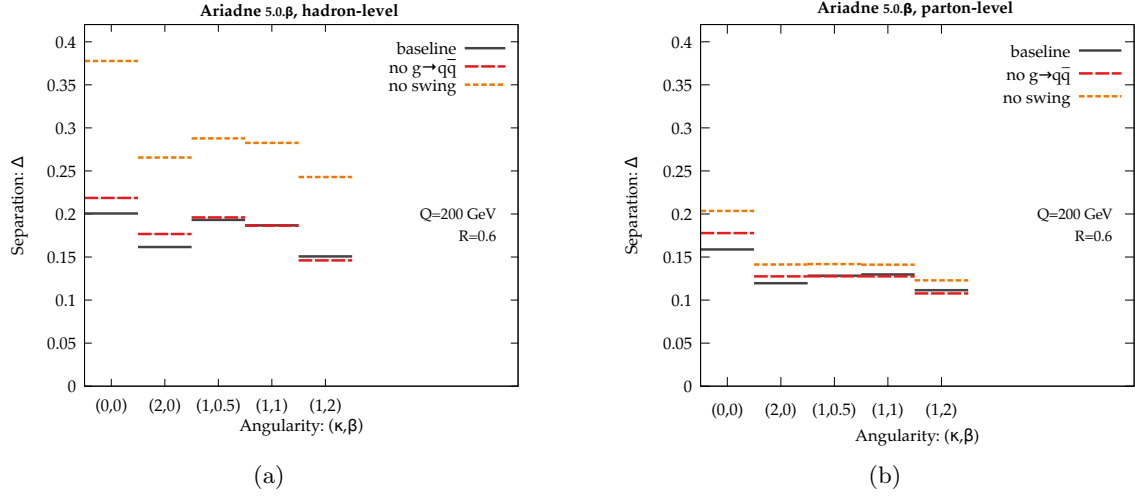 Ariadne 5.0.β, hadron-level
baseline
no g→qq̅
no swing
Separation: Δ
0.4
0.35
0.3
0.25
0.2
0.15
0.1
0.05
0
Q=200 GeV
R=0.6
(0,0) (2,0) (1,0.5) (1,1) (1,2)
Angularity: (κ,β)
(a)
Ariadne 5.0.β, parton-level
baseline
no g→qq̅
no swing
Separation: Δ
0.4
0.35
0.3
0.25
0.2
0.15
0.1
0.05
0
Q=200 GeV
R=0.6
(0,0) (2,0) (1,0.5) (1,1) (1,2)
Angularity: (κ,β)
(b)